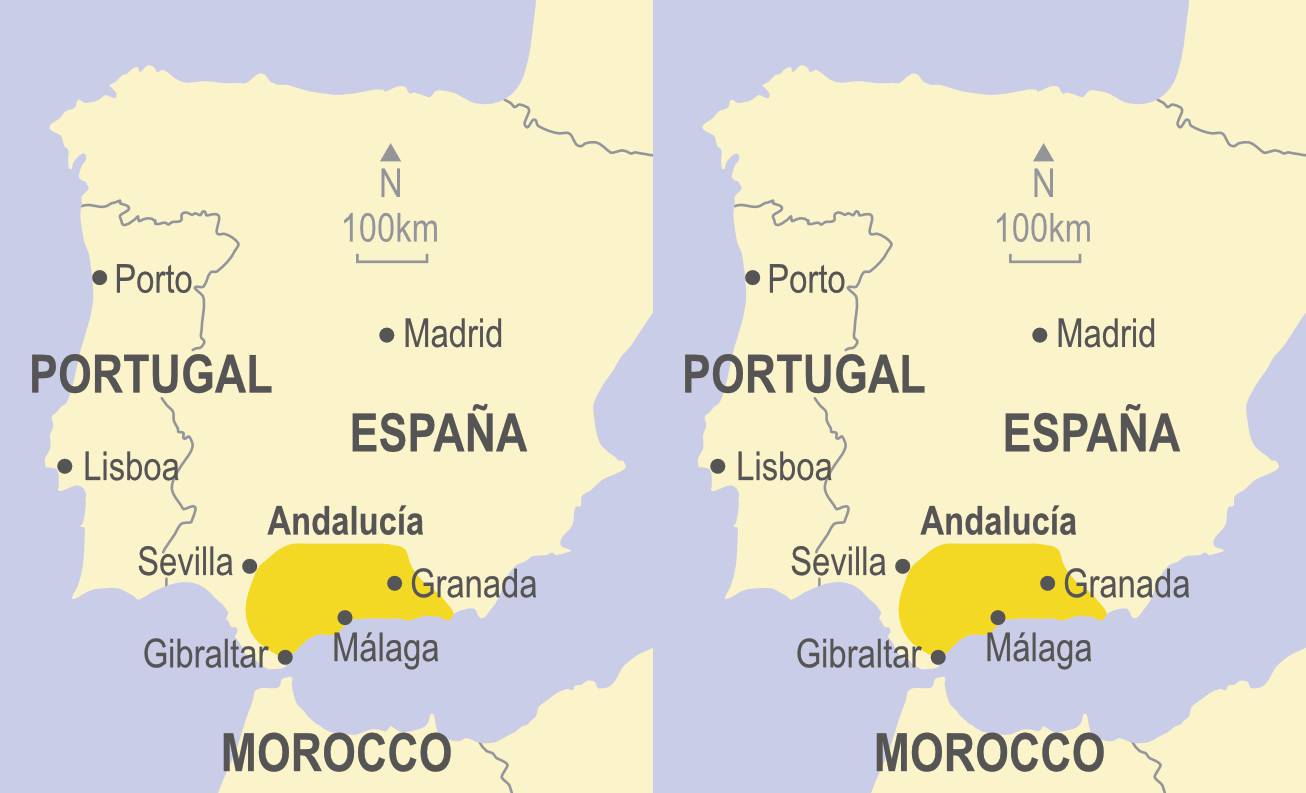 N
100km
Porto
Madrid
PORTUGAL
ESPAÑA
Lisboa
Andalucía
Sevilla
Granada
Málaga
Gibraltar
MOROCCO
N
100km
Porto
Madrid
PORTUGAL
ESPAÑA
Lisboa
Andalucía
Sevilla
Granada
Málaga
Gibraltar
MOROCCO